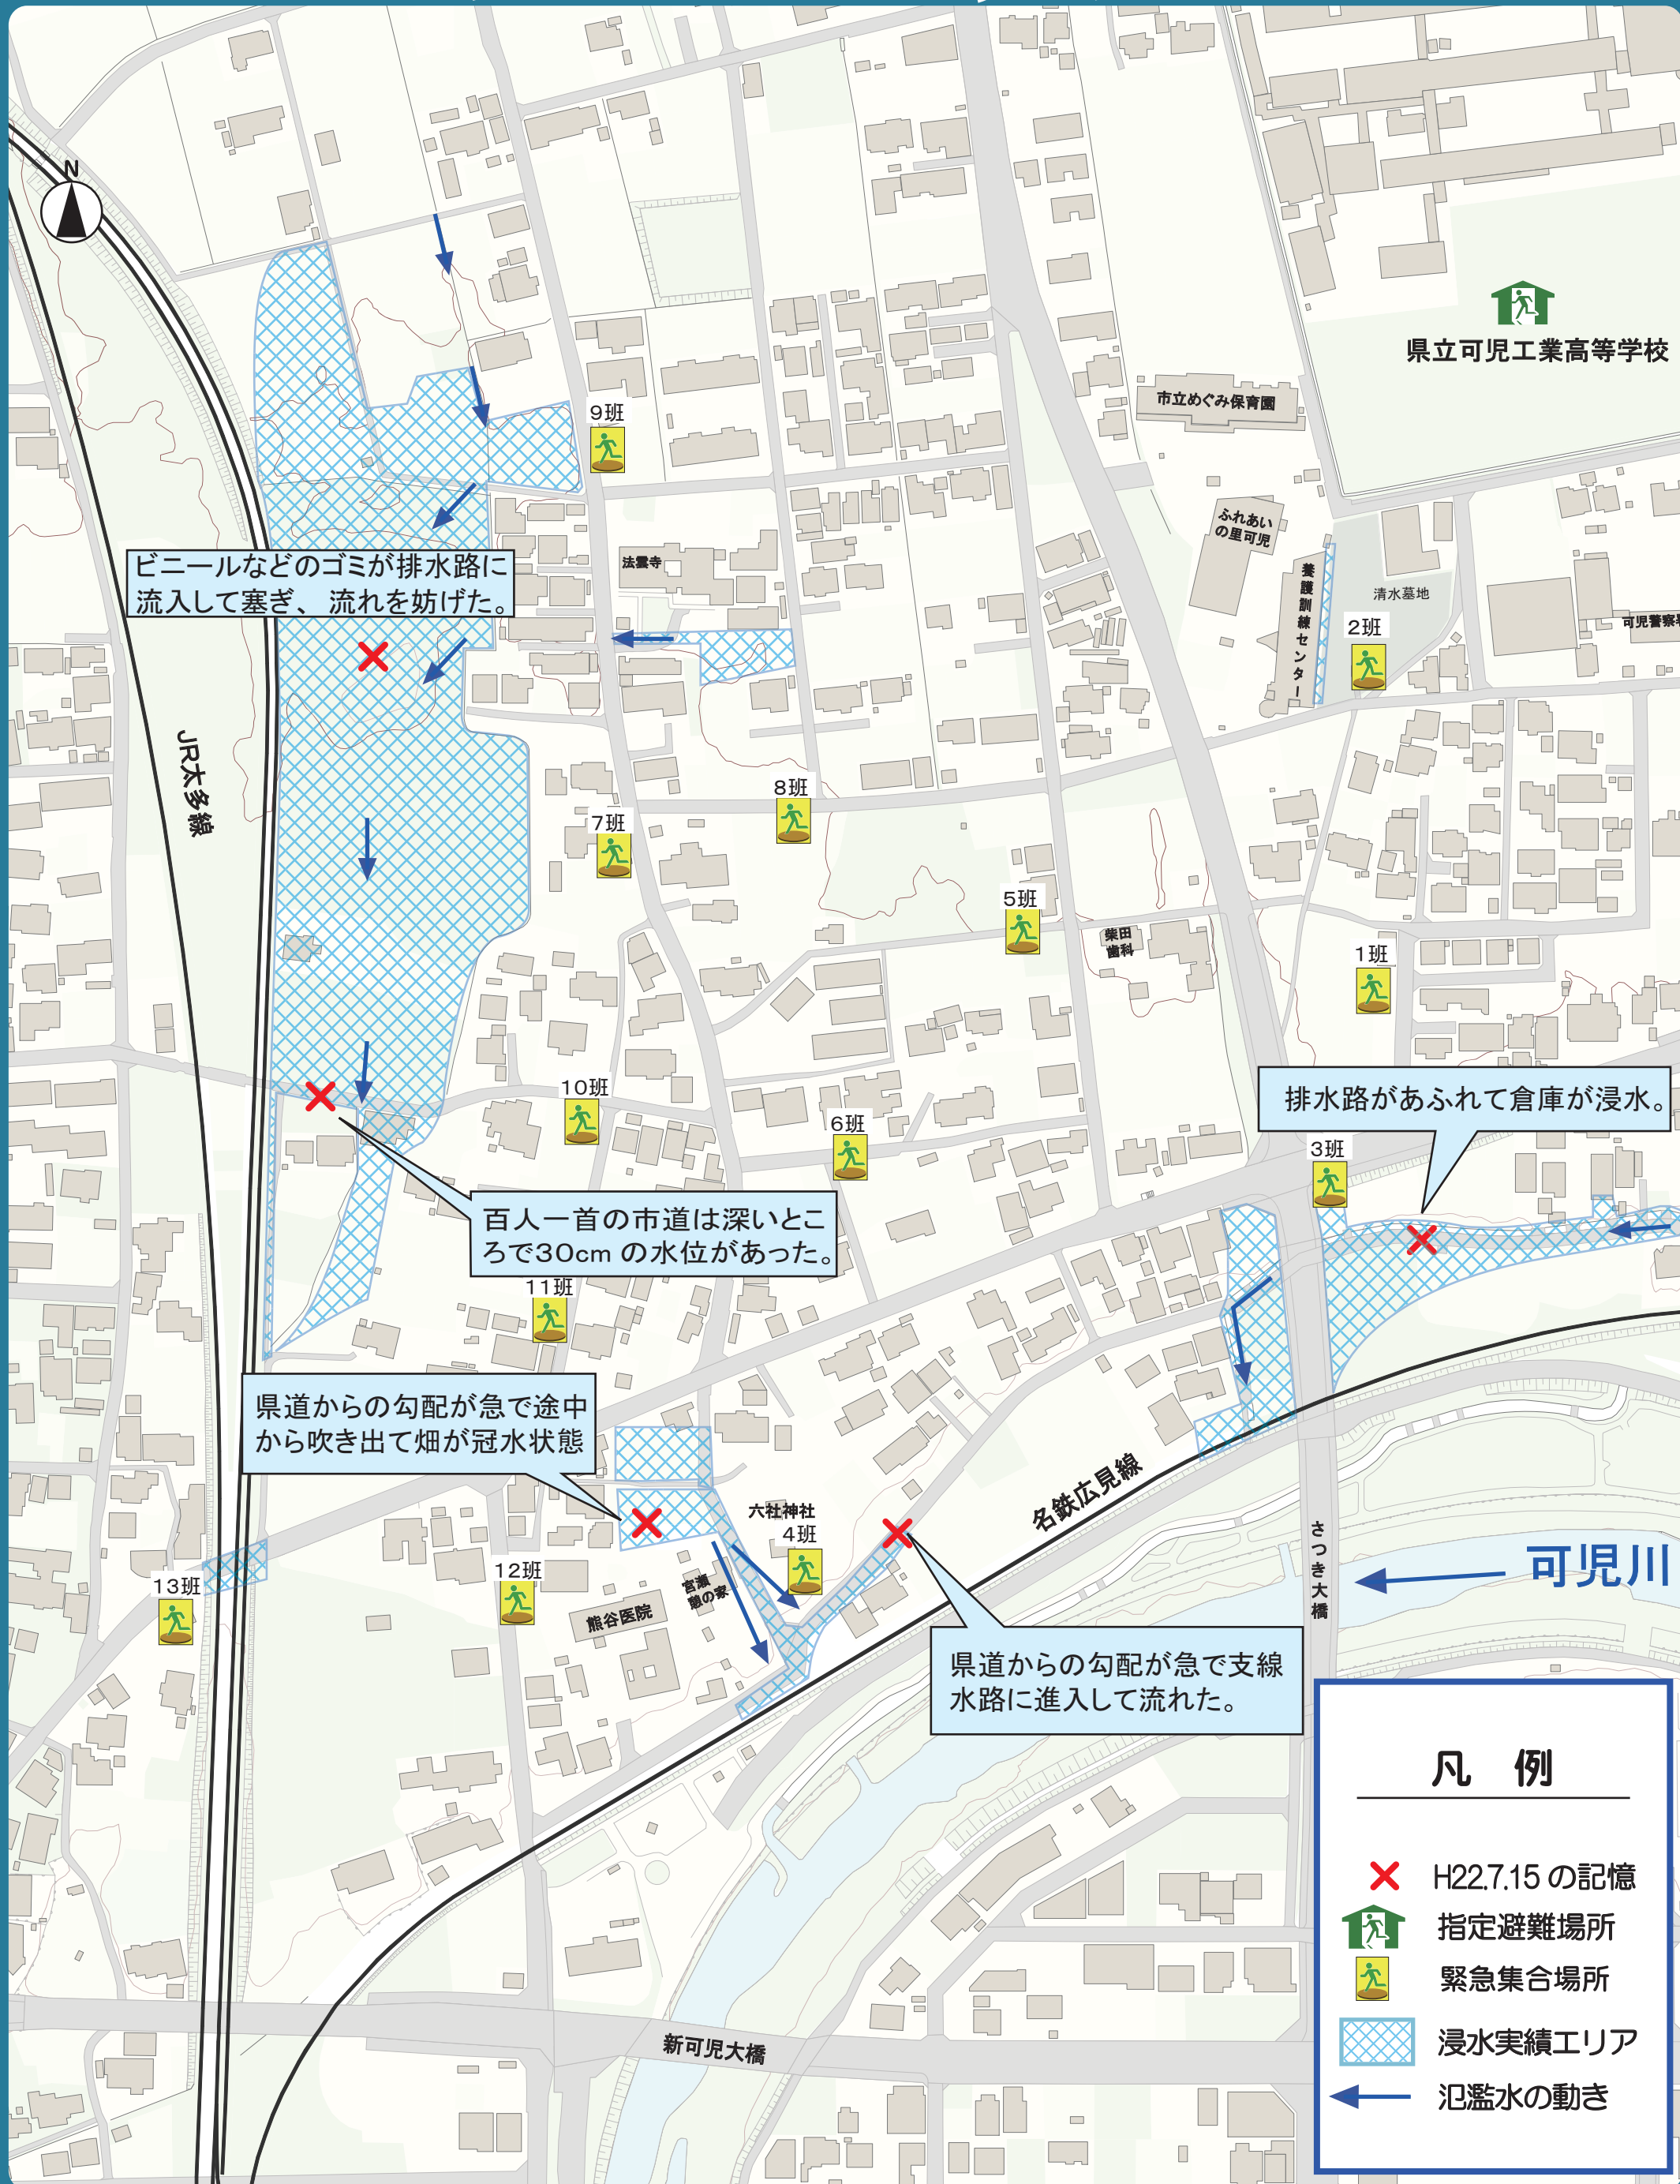 N
県立可児工業高等学校
市立めぐみ保育園
9班
ふれあい
の里可児
法雲寺
養護訓練センター
清水墓地
可児警察
2班
ビニールなどのゴミが排水路に
流入して塞ぎ、流れを妨げた。
JR太多線
8班
7班
5班
柴田
歯科
1班
10班
6班
排水路があふれて倉庫が浸水。
3班
百人一首の市道は深いとこ
ろで30cm の水位があった。
11班
県道からの勾配が急で途中
から吹き出て畑が冠水状態
名鉄広見線
六社神社
4班
さつき大橋
可児川
13班
12班
宮瀬
憩の家
熊谷医院
県道からの勾配が急で支線
水路に進入して流れた。
新可児大橋
凡 例
H22.7.15 の記憶
指定避難場所
緊急集合場所
浸水実績エリア
氾濫水の動き